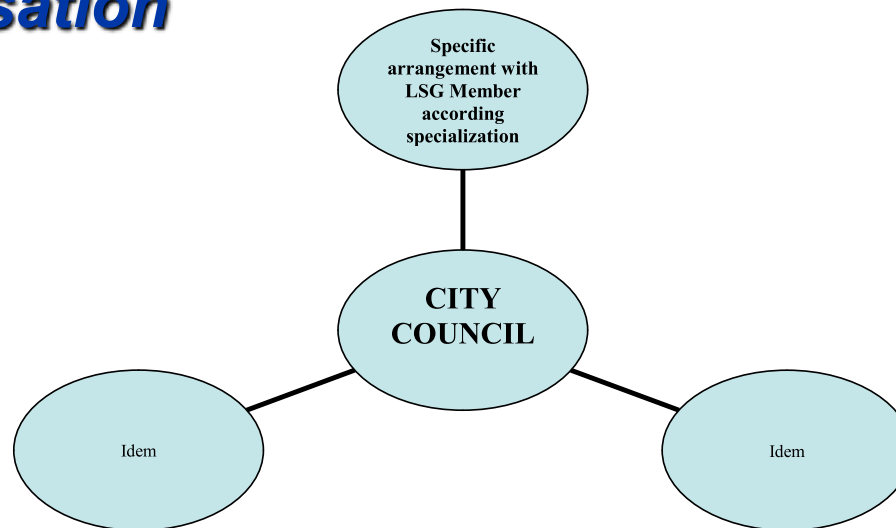 sation
Specific
arrangement with
LSG Member
according
specialization
CITY
COUNCIL
Idem
Idem